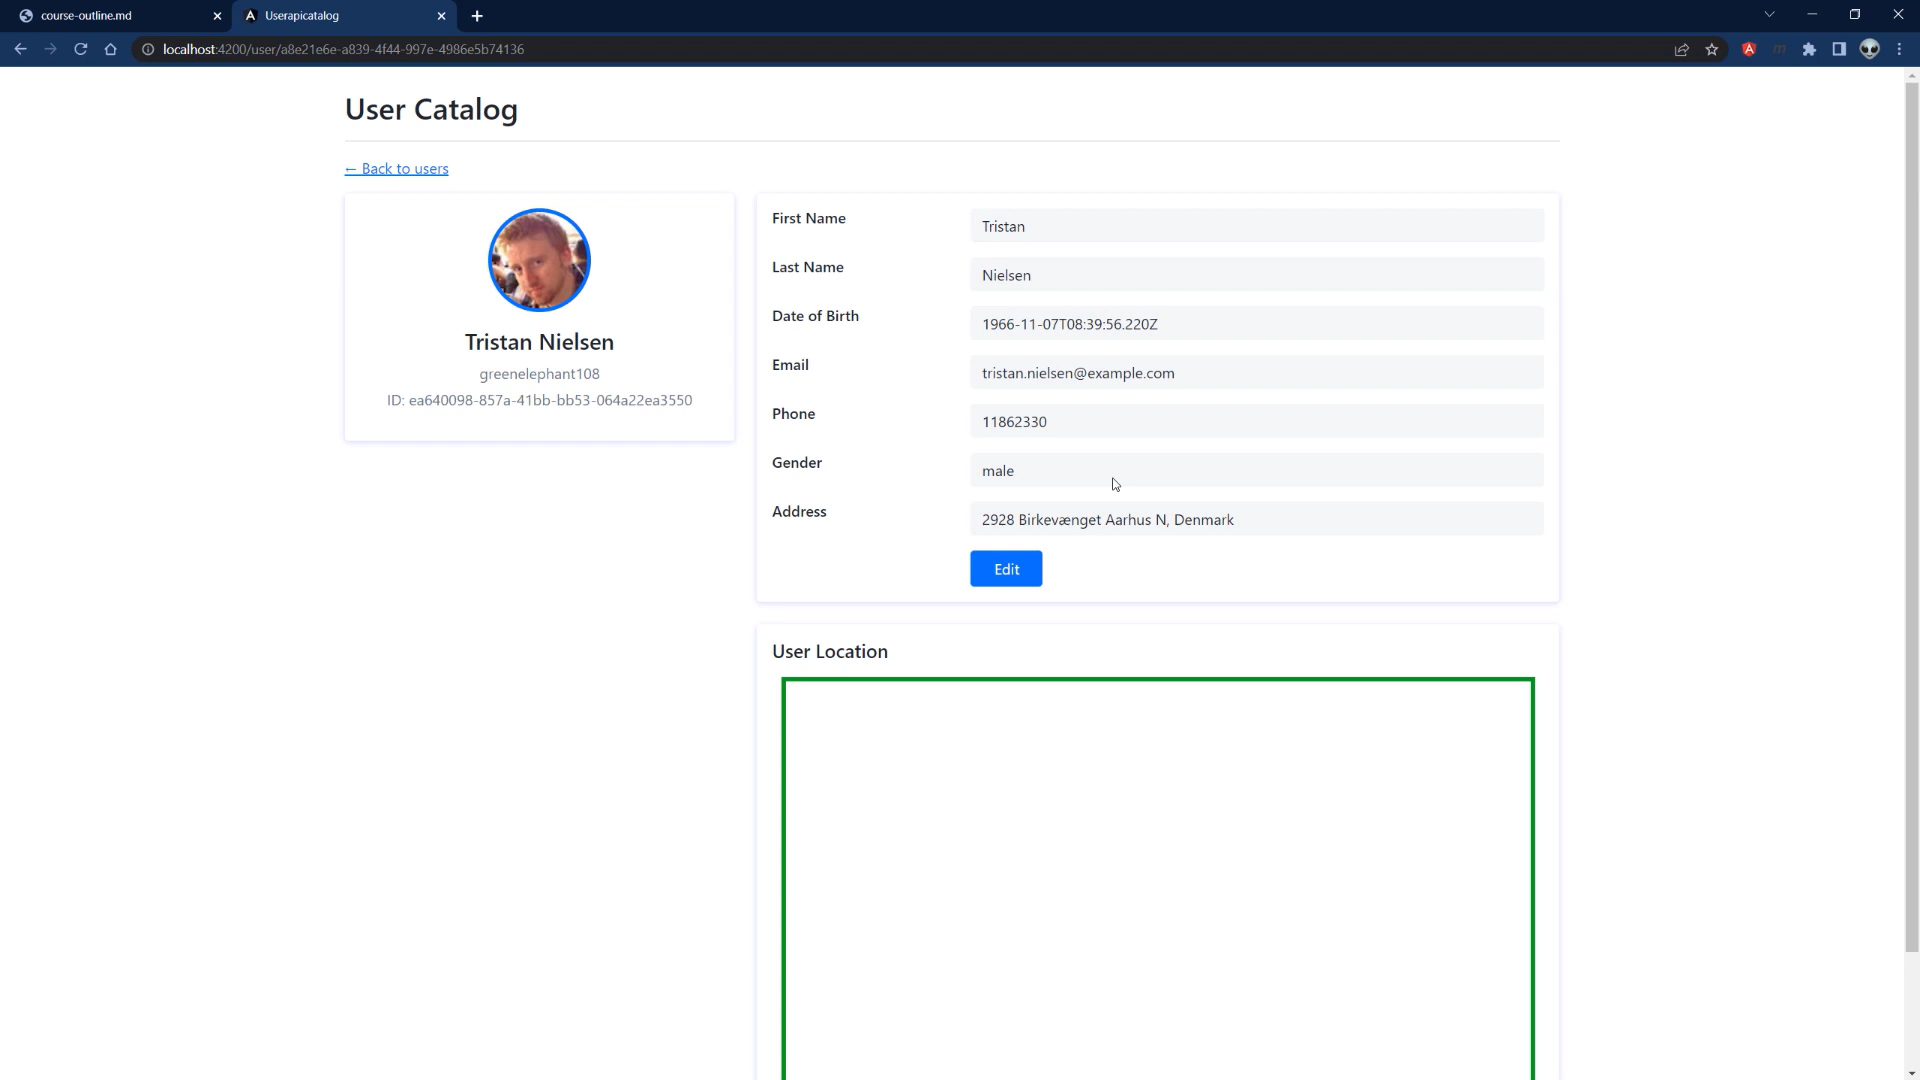 course-outline.md
Userapicatalog
localhost:4200/user/a8e21e6e-a839-4f44-997e-4986e5b74136
User Catalog
← Back to users
Tristan Nielsen
greenelephant108
ID: ea640098-857a-41bb-bb53-064a22ea3550
First Name
Tristan
Last Name
Nielsen
Date of Birth
1966-11-07T08:39:56.220Z
Email
tristan.nielsen@example.com
Phone
11862330
Gender
male
Address
2928 Birkevænget Aarhus N, Denmark
Edit
User Location